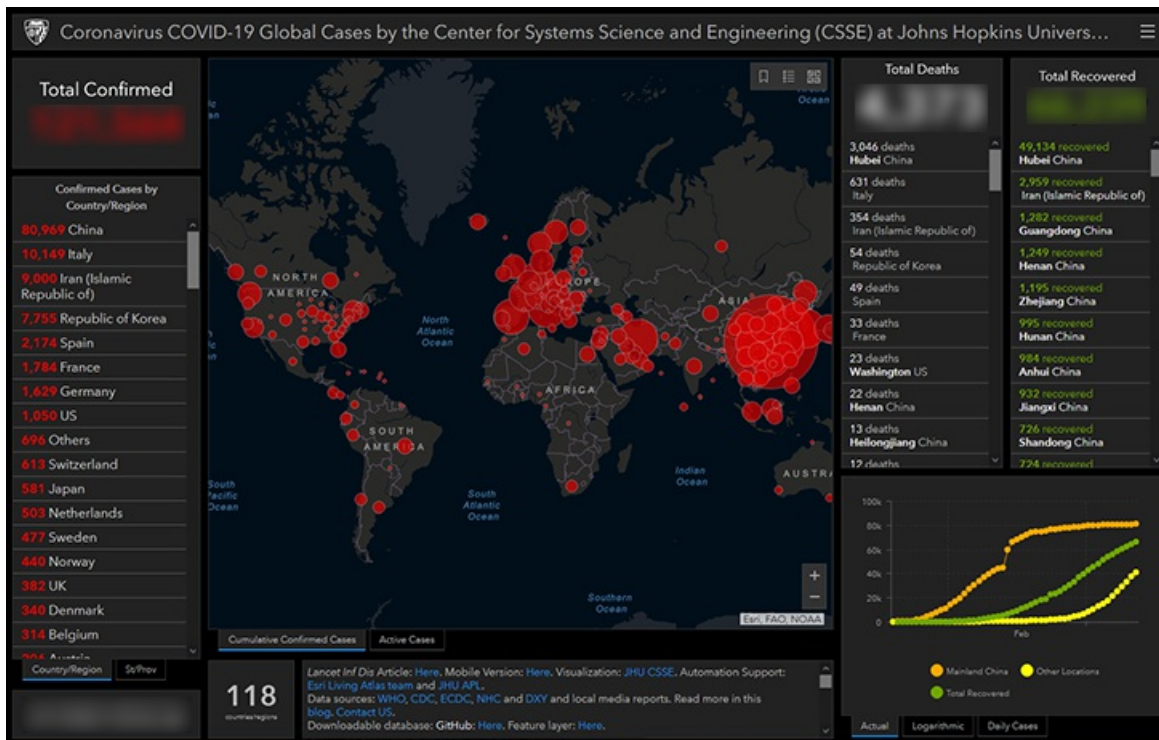 Coronavirus COVID-19 Global Cases by the Center for Systems Science and Engineering (CSSE) at Johns Hopkins Univers...
Total Confirmed
Confirmed Cases by
Country/Region
80,969 China
10,149 Italy
9,000 Iran (Islamic
Republic of)
7,755 Republic of Korea
2,174 Spain
1,784 France
1,629 Germany
1,050 US
696 Others
613 Switzerland
581 Japan
503 Netherlands
477 Sweden
440 Norway
382 UK
340 Denmark
314 Belgium
Country/Region
St/Prov
Ocean
NORTH
AMERICA
ASIA
North
Atlantic
Ocean
AFRICA
SOUTH
AMERICA
Indian
Ocean
AUSTRA
South
Pacific
Ocean
South
Atlantic
Ocean
Southern
Ocean
+
−
Esri, FAO, NOAA
Cumulative Confirmed Cases
Active Cases
118
countries/regions
Lancet Inf Dis Article: Here. Mobile Version: Here. Visualization: JHU CSSE. Automation Support:
Esri Living Atlas team and JHU APL.
Data sources: WHO, CDC, ECDC, NHC and DXY and local media reports. Read more in this
blog. Contact US.
Downloadable database: GitHub: Here. Feature layer: Here.
Total Deaths
3,046 deaths
Hubei China
631 deaths
Italy
354 deaths
Iran (Islamic Republic of)
54 deaths
Republic of Korea
49 deaths
Spain
33 deaths
France
23 deaths
Washington US
22 deaths
Henan China
13 deaths
Heilongjiang China
12 deaths
Total Recovered
49,134 recovered
Hubei China
2,959 recovered
Iran (Islamic Republic of)
1,282 recovered
Guangdong China
1,249 recovered
Henan China
1,195 recovered
Zhejiang China
995 recovered
Hunan China
984 recovered
Anhui China
932 recovered
Jiangxi China
726 recovered
Shandong China
724 recovered
100k
80k
60k
40k
20k
0
Feb
Mainland China
Other Locations
Total Recovered
Actual
Logarithmic
Daily Cases